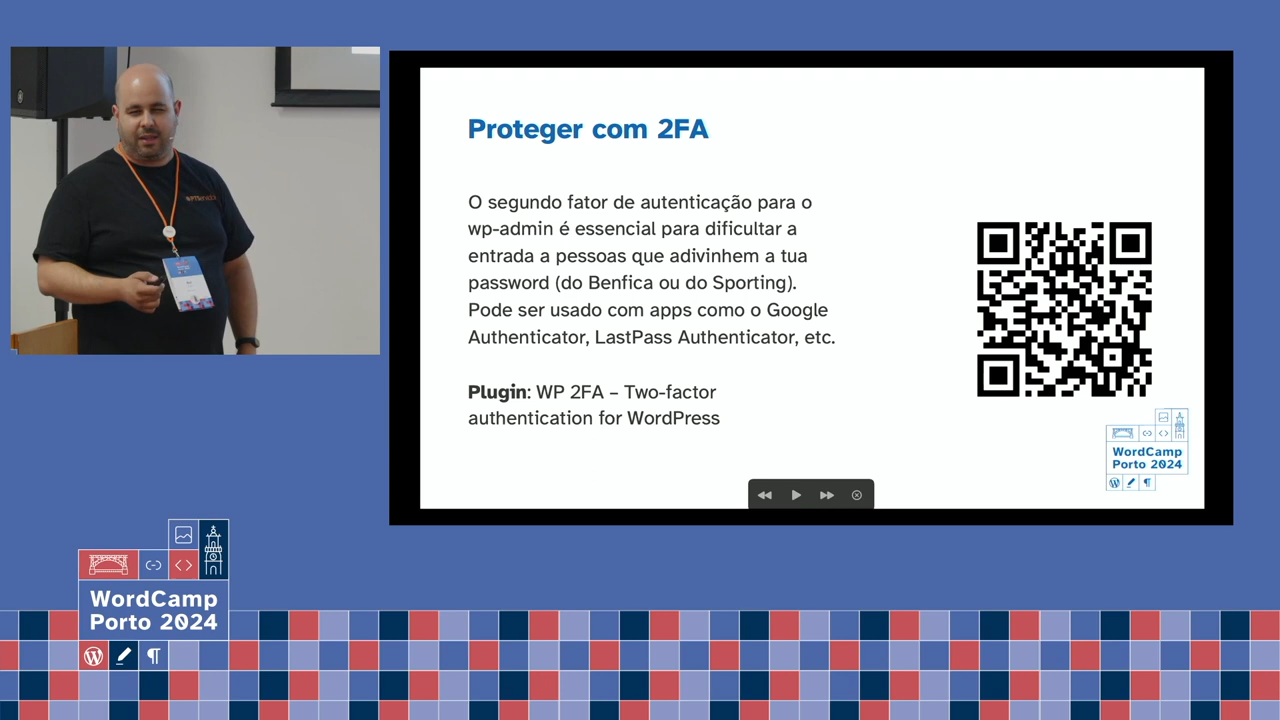 Proteger com 2FA
O segundo fator de autenticação para o
wp-admin é essencial para dificultar a
entrada a pessoas que adivinhem a tua
password (do Benfica ou do Sporting).
Pode ser usado com apps como o Google
Authenticator, LastPass Authenticator, etc.
Plugin: WP 2FA – Two-factor
authentication for WordPress
WordCamp
Porto 2024
WordCamp
Porto 2024